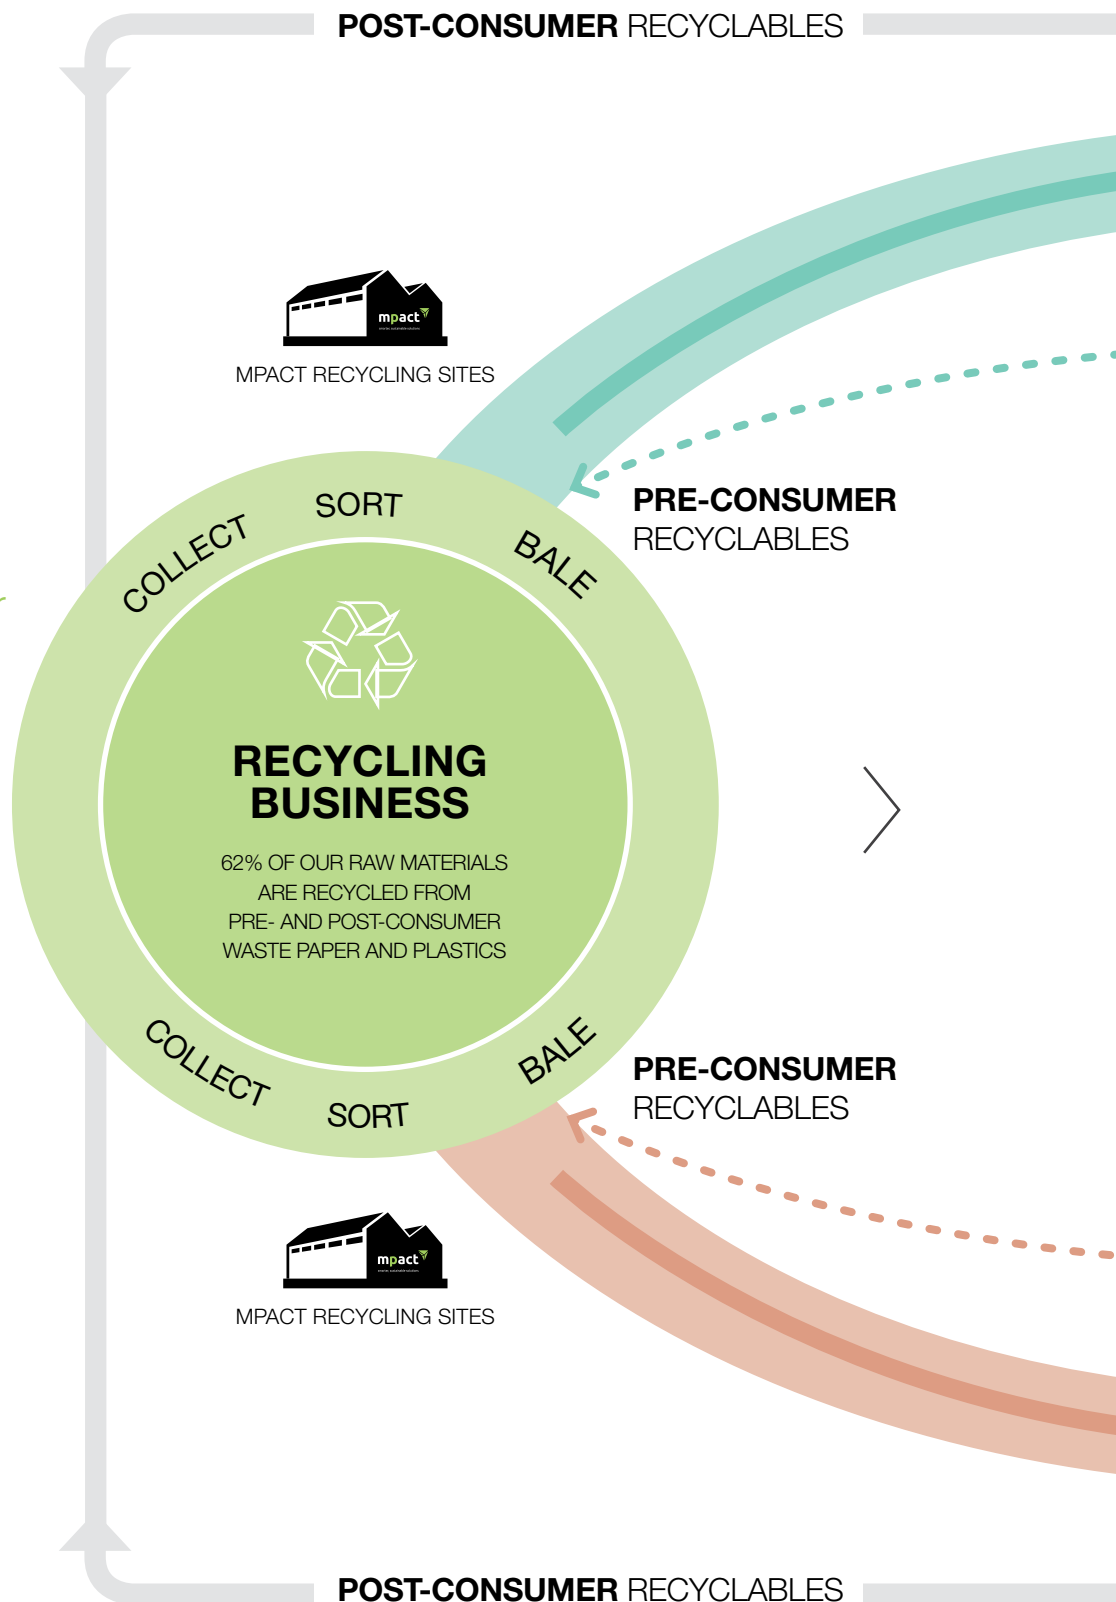 POST-CONSUMER RECYCLABLES
mpact
MPACT RECYCLING SITES
PRE-CONSUMER
RECYCLABLES
COLLECT
SORT
BALE
RECYCLING
BUSINESS
62% OF OUR RAW MATERIALS
ARE RECYCLED FROM
PRE- AND POST-CONSUMER
WASTE PAPER AND PLASTICS
COLLECT
SORT
BALE
PRE-CONSUMER
RECYCLABLES
mpact
MPACT RECYCLING SITES
POST-CONSUMER RECYCLABLES